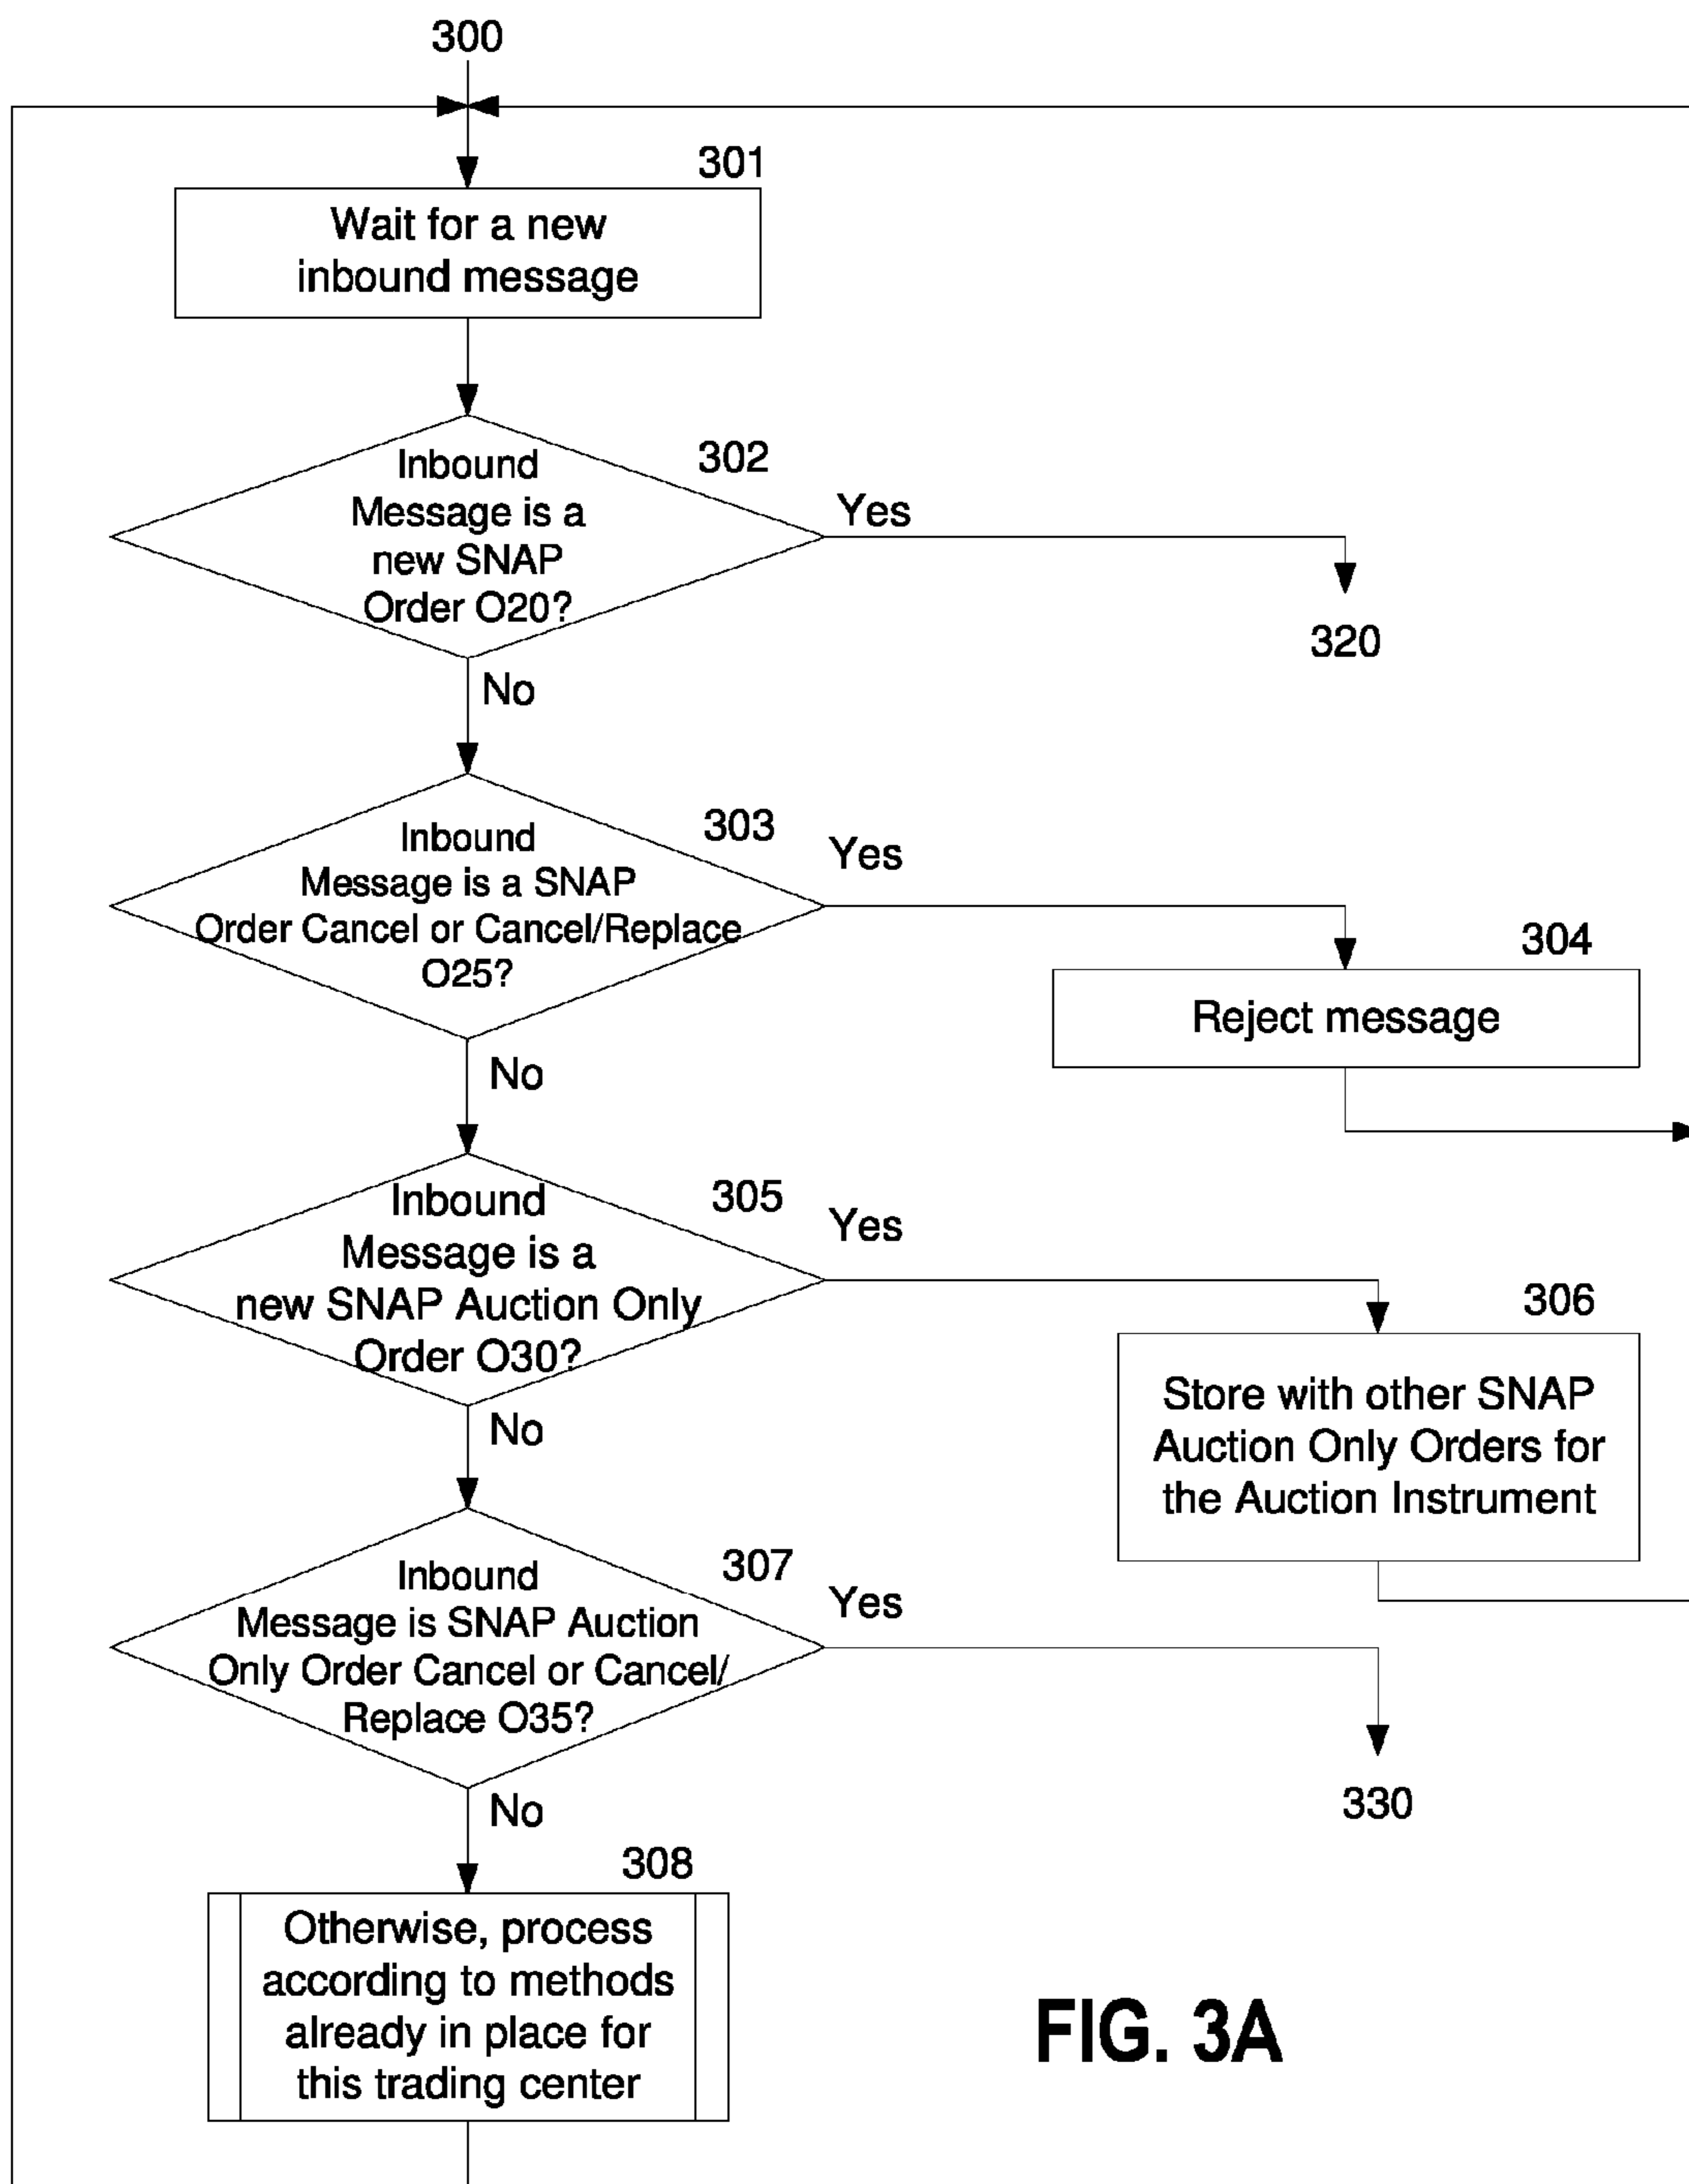 300
301
Wait for a new
inbound message
302
Inbound
Message is a
new SNAP
Order O20?
Yes
320
No
303
Inbound
Message is a SNAP
Order Cancel or Cancel/Replace
O25?
Yes
304
Reject message
No
305
Inbound
Message is a
new SNAP Auction Only
Order O30?
Yes
306
Store with other SNAP
Auction Only Orders for
the Auction Instrument
No
307
Inbound
Message is SNAP Auction
Only Order Cancel or Cancel/
Replace O35?
Yes
330
No
308
Otherwise, process
according to methods
already in place for
this trading center
FIG. 3A